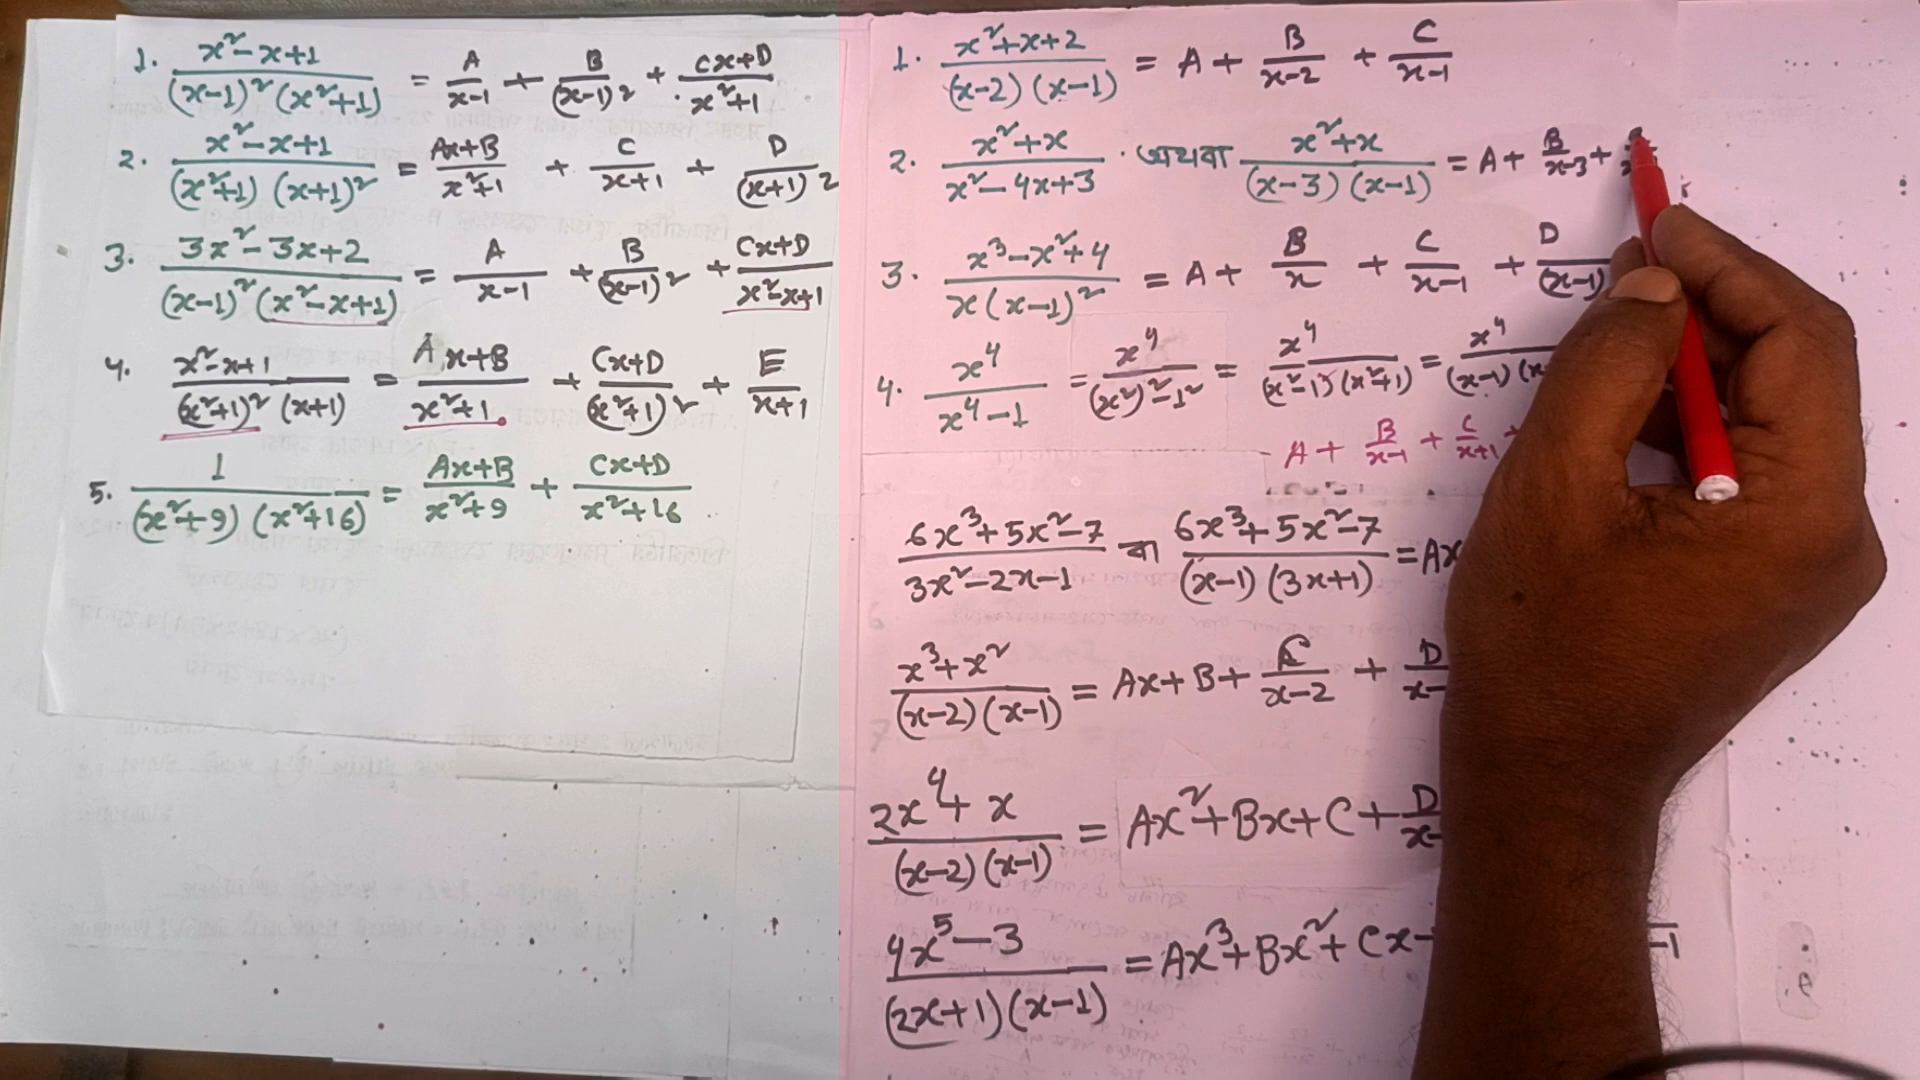 1. x²-x+1 / (x-1)²(x²+1) = A/x-1 + B/(x-1)² + Cx+D/x²+1
2. x²-x+1 / (x²+1)(x+1)² = Ax+B/x²+1 + C/x+1 + D/(x+1)²
3. 3x²-3x+2 / (x-1)²(x²-x+1) = A/x-1 + B/(x-1)² + Cx+D/x²-x+1
4. x²-x+1 / (x²+1)²(x+1) = Ax+B/x²+1 + Cx+D/(x²+1)² + E/x+1
5. 1 / (x²+9)(x²+16) = Ax+B/x²+9 + Cx+D/x²+16
1. x²+x+2 / (x-2)(x-1) = A + B/x-2 + C/x-1
2. x²+x / x²-4x+3 . অথবা x²+x / (x-3)(x-1) = A + B/x-3 +
3. x³-x²+4 / x(x-1)² = A + B/x + C/x-1 + D/(x-1)
4. x⁴ / x⁴-1 = x⁴ / (x²)²-1² = x⁴ / (x²-1)(x²+1) = x⁴ / (x-1)(x
A + B/x-1 + C/x+1 +
6x³+5x²-7 / 3x²-2x-1 বা 6x³+5x²-7 / (x-1)(3x+1) = Ax
x³+x² / (x-2)(x-1) = Ax+B+ C/x-2 + D/x-
2x⁴+x / (x-2)(x-1) = Ax²+Bx+C+ D/x-
4x⁵-3 / (2x+1)(x-1) = Ax³+Bx²+Cx+ -1